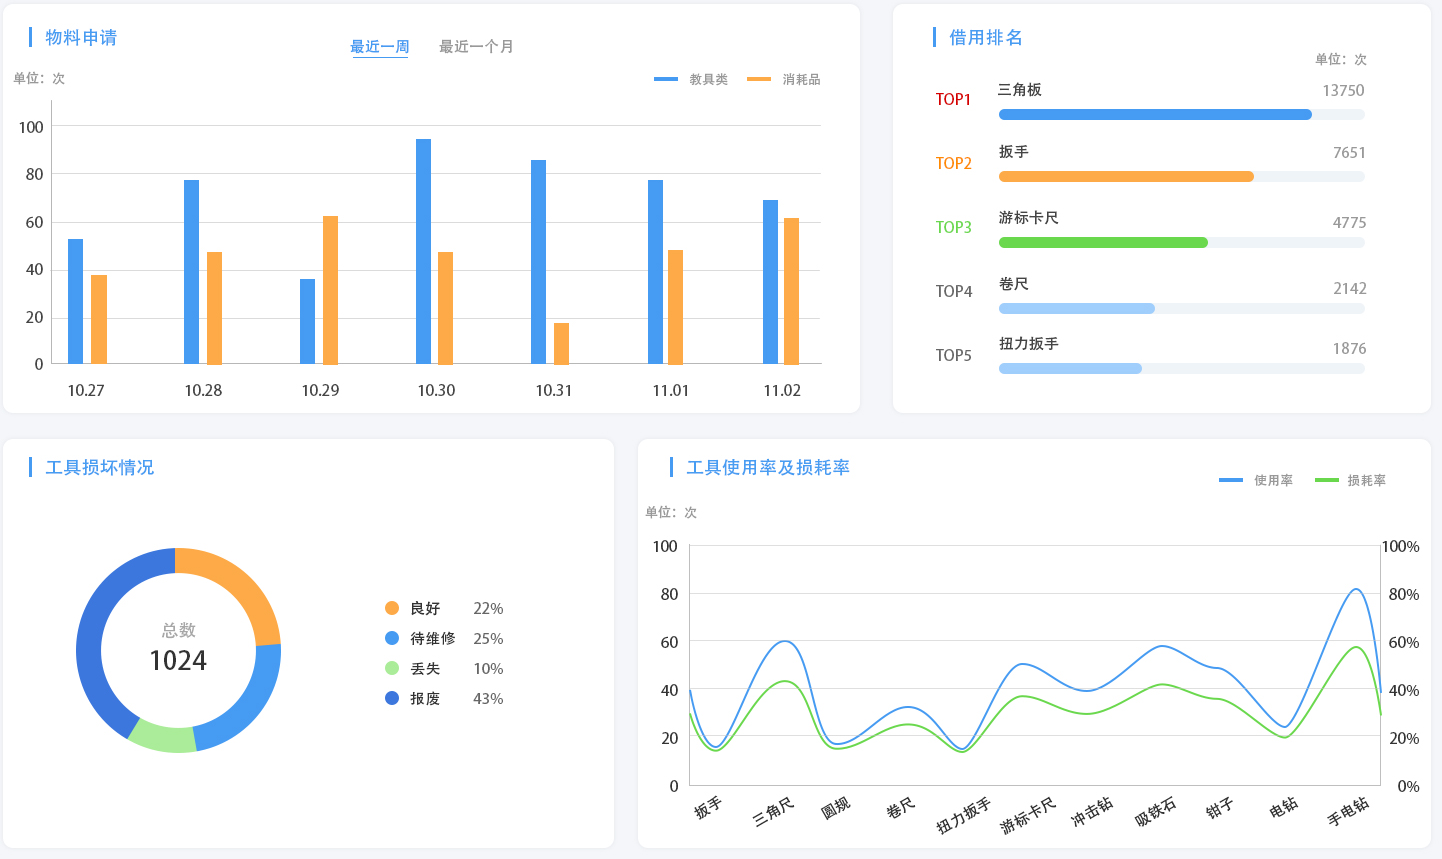 物料申请
最近一周 最近一个月
单位：次
教具类 消耗品
100
80
60
40
20
0
10.27 10.28 10.29 10.30 10.31 11.01 11.02
借用排名
单位：次
TOP1 三角板 13750
TOP2 扳手 7651
TOP3 游标卡尺 4775
TOP4 卷尺 2142
TOP5 扭力扳手 1876
工具损坏情况
总数
1024
良好 22%
待维修 25%
丢失 10%
报废 43%
工具使用率及损耗率
使用率 损耗率
单位：次
100 100%
80 80%
60 60%
40 40%
20 20%
0 0%
扳手 三角尺 圆规 卷尺 扭力扳手 游标卡尺 冲击钻 吸铁石 钳子 电钻 手电钻